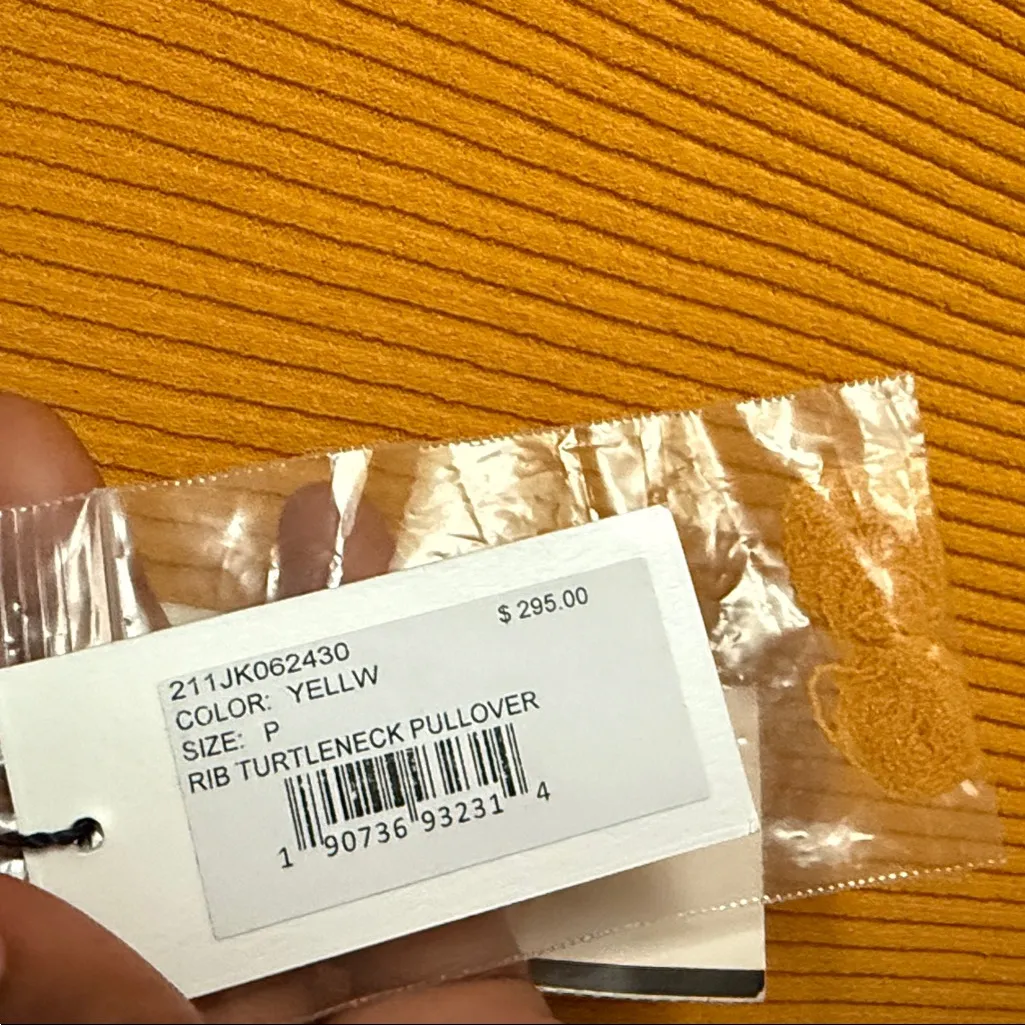 $ 295.00
211JK062430
COLOR: YELLW
SIZE: P
RIB TURTLENECK PULLOVER
1 90736 93231 4